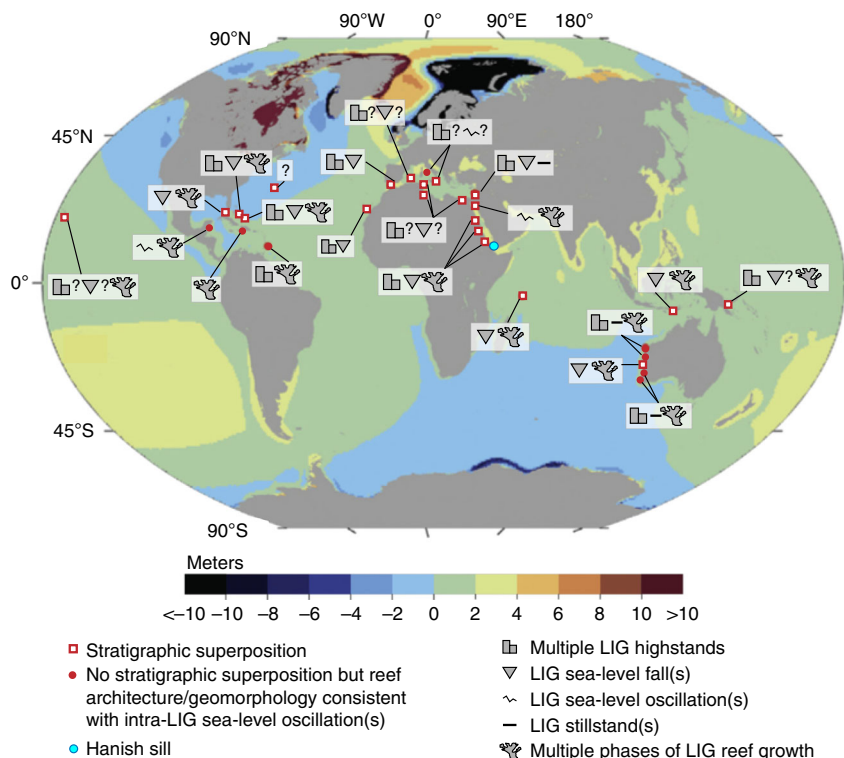 90°W 0° 90°E 180°
90°N
45°N
0°
45°S
90°S
? ?
? ?
?
? ?
? ?
?
Meters
<–10 –10 –8 –6 –4 –2 0 2 4 6 8 10 >10
Stratigraphic superposition
No stratigraphic superposition but reef
architecture/geomorphology consistent
with intra-LIG sea-level oscillation(s)
Hanish sill
Multiple LIG highstands
LIG sea-level fall(s)
LIG sea-level oscillation(s)
LIG stillstand(s)
Multiple phases of LIG reef growth